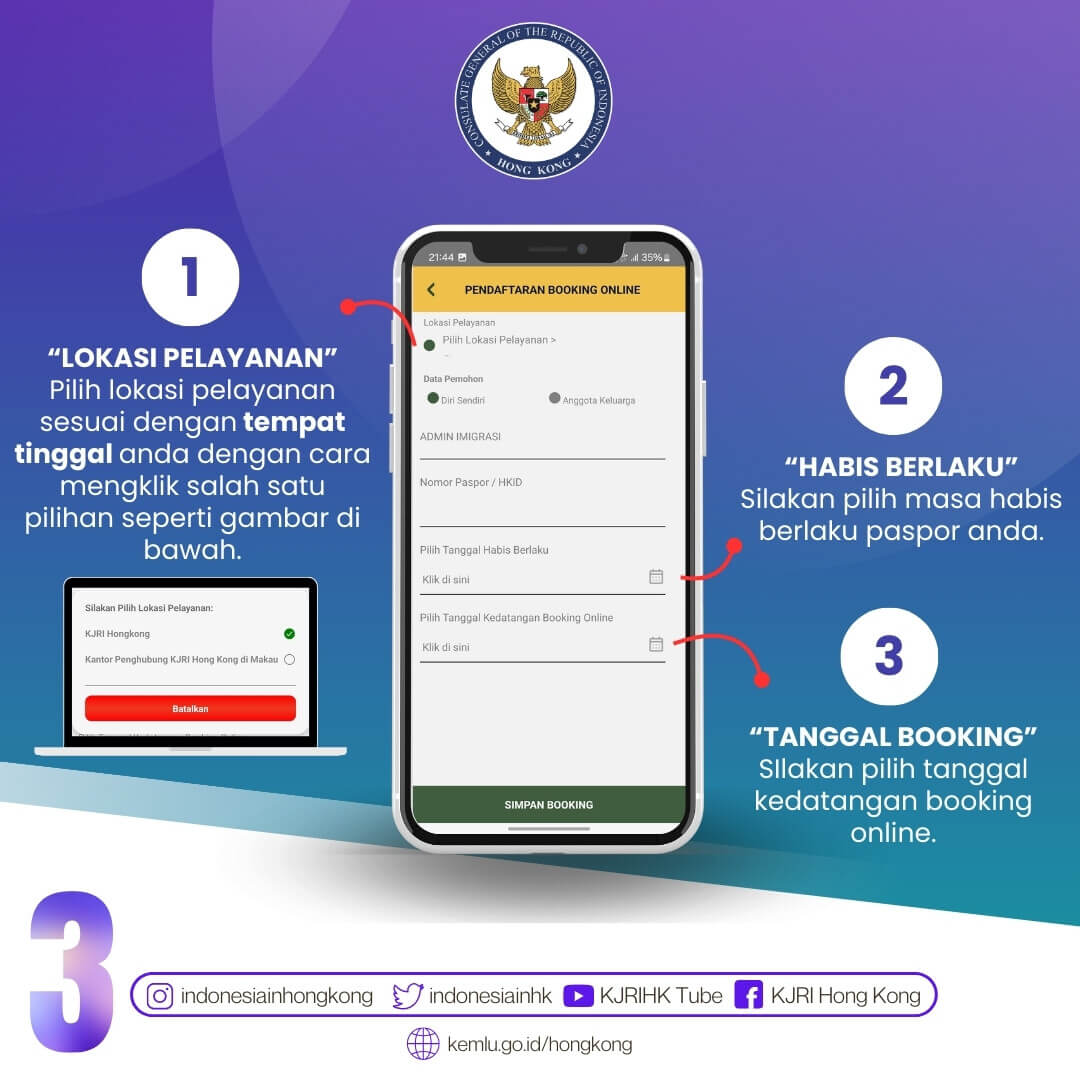 CONSULATE GENERAL OF THE REPUBLIC OF INDONESIA
* HONG KONG *
1
“LOKASI PELAYANAN”
Pilih lokasi pelayanan
sesuai dengan tempat
tinggal anda dengan cara
mengklik salah satu
pilihan seperti gambar di
bawah.
Silakan Pilih Lokasi Pelayanan:
KJRI Hongkong
Kantor Penghubung KJRI Hong Kong di Makau
Batalkan
21:44
35%
PENDAFTARAN BOOKING ONLINE
Lokasi Pelayanan
Pilih Lokasi Pelayanan >
Data Pemohon
Diri Sendiri
Anggota Keluarga
ADMIN IMIGRASI
Nomor Paspor / HKID
Pilih Tanggal Habis Berlaku
Klik di sini
Pilih Tanggal Kedatangan Booking Online
Klik di sini
SIMPAN BOOKING
2
“HABIS BERLAKU”
Silakan pilih masa habis
berlaku paspor anda.
3
“TANGGAL BOOKING”
SIlakan pilih tanggal
kedatangan booking
online.
3
indonesiainhongkong
indonesiainhk
KJRIHK Tube
KJRI Hong Kong
kemlu.go.id/hongkong